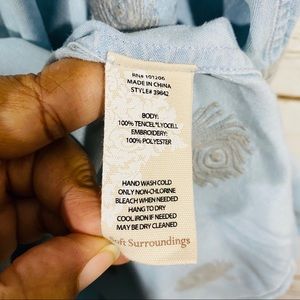 RN# 101206
MADE IN CHINA
STYLE# 39642
BODY:
100% TENCEL®LYOCELL
EMBROIDERY:
100% POLYESTER
HAND WASH COLD
ONLY NON-CHLORINE
BLEACH WHEN NEEDED
HANG TO DRY
COOL IRON IF NEEDED
MAY BE DRY CLEANED
Soft Surroundings